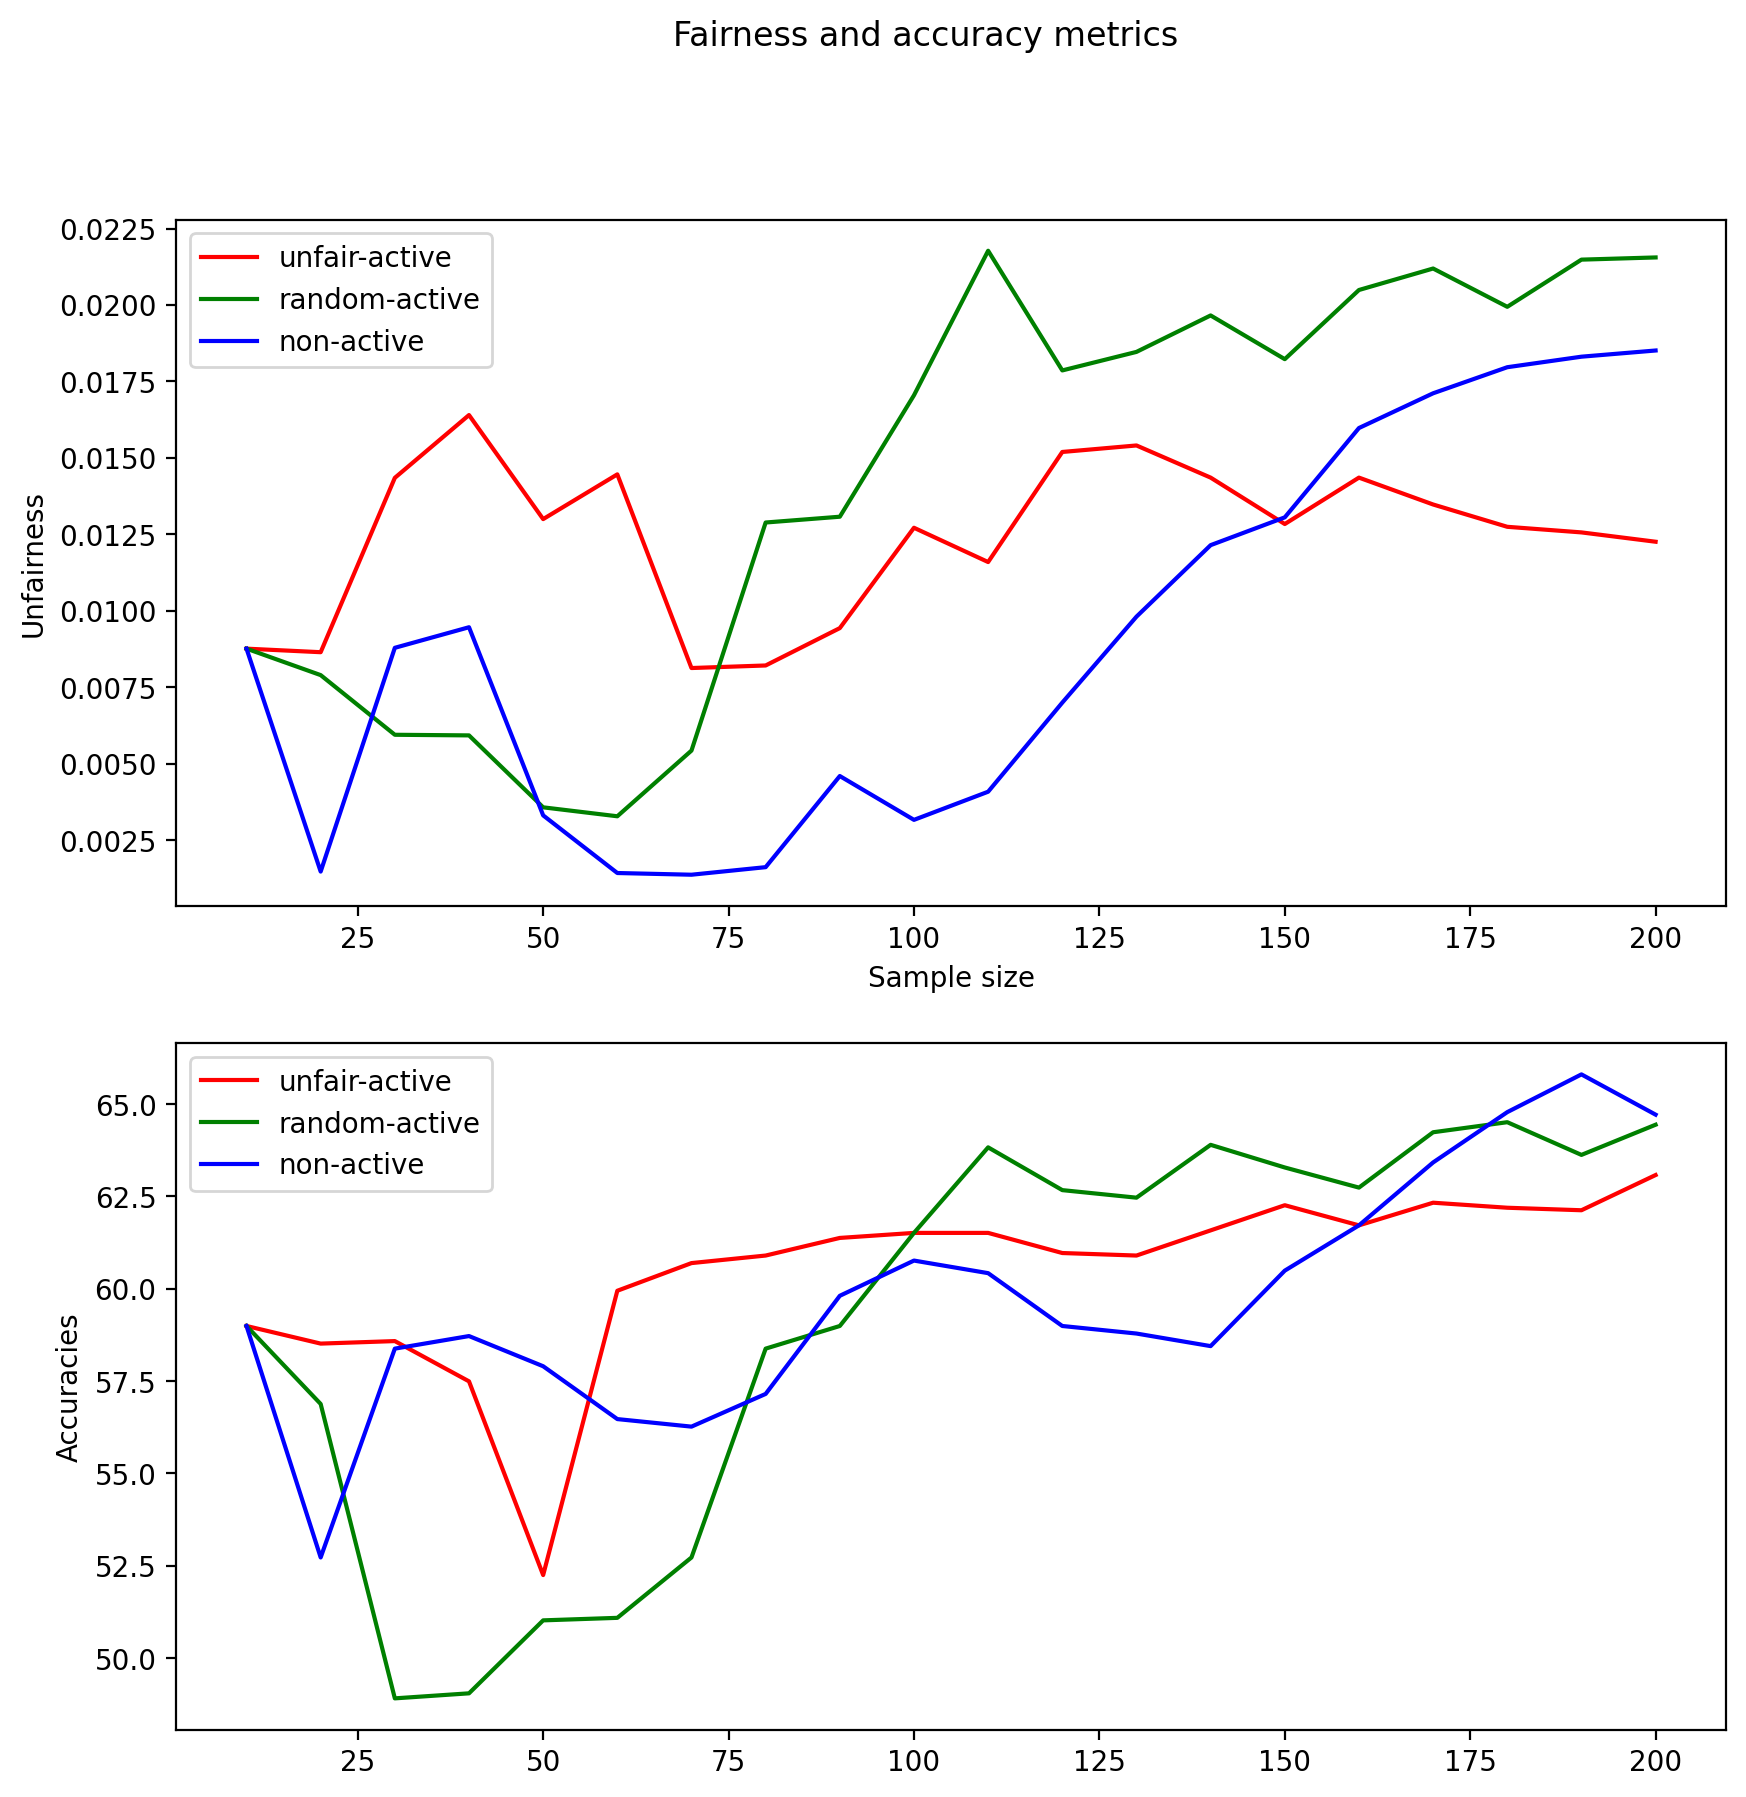 Fairness and accuracy metrics
0.0225
0.0200
0.0175
0.0150
0.0125
0.0100
0.0075
0.0050
0.0025
Unfairness
unfair-active
random-active
non-active
25 50 75 100 125 150 175 200
Sample size
65.0
62.5
60.0
57.5
55.0
52.5
50.0
Accuracies
unfair-active
random-active
non-active
25 50 75 100 125 150 175 200